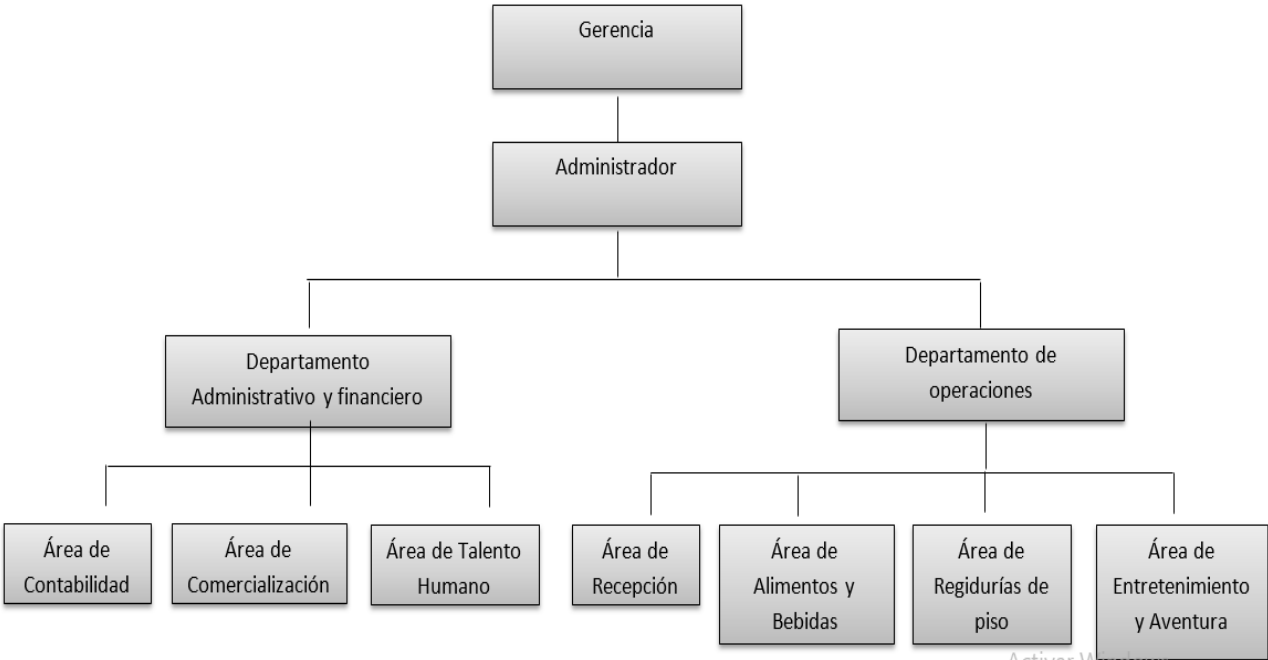 Gerencia
Administrador
Departamento
Administrativo y financiero
Departamento de
operaciones
Área de
Contabilidad
Área de
Comercialización
Área de Talento
Humano
Área de
Recepción
Área de
Alimentos y
Bebidas
Área de
Regidurías de
piso
Área de
Entretenimiento
y Aventura